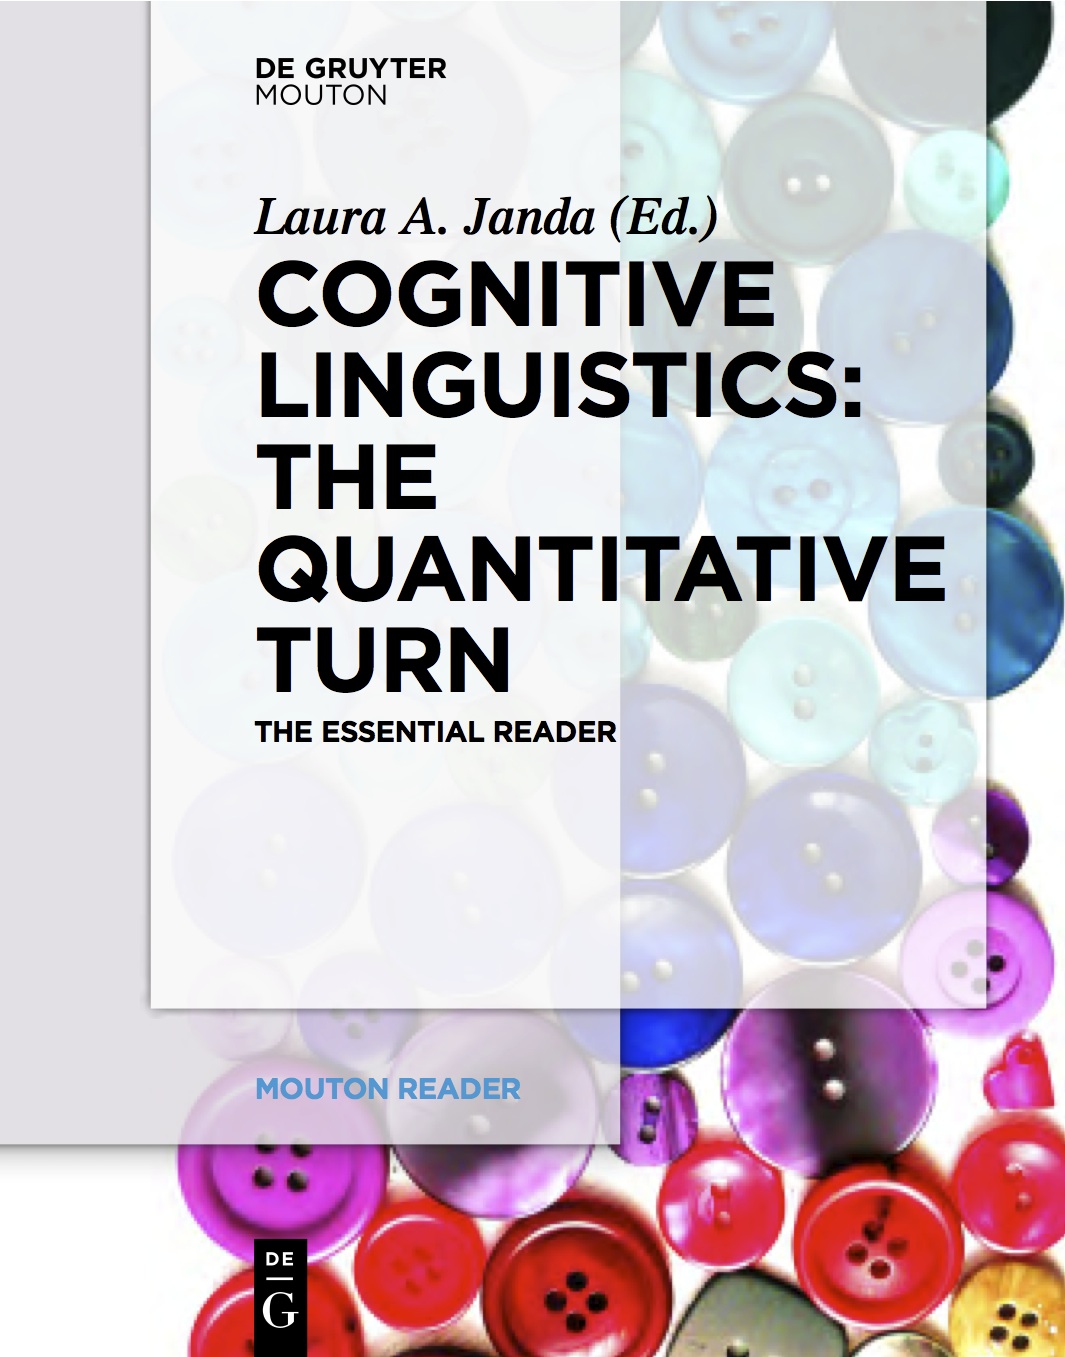 DE GRUYTER
MOUTON
Laura A. Janda (Ed.)
COGNITIVE
LINGUISTICS:
THE
QUANTITATIVE
TURN
THE ESSENTIAL READER
MOUTON READER
DE
G